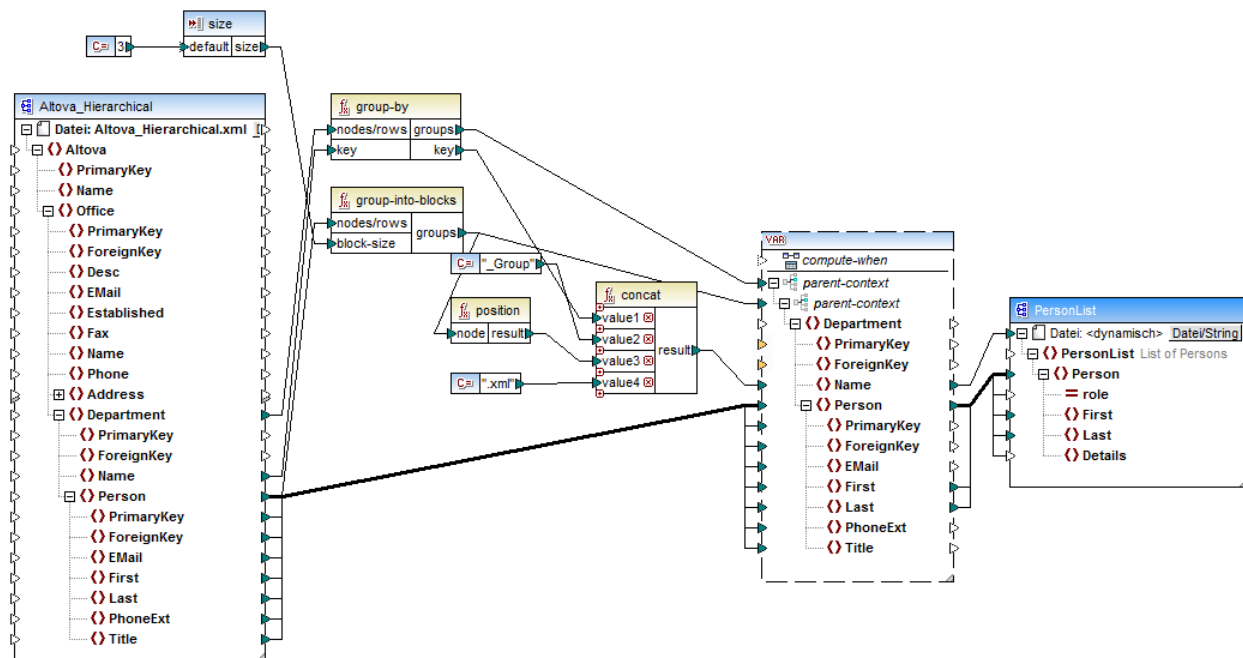 size
C= 3
default size
Altova_Hierarchical
Datei: Altova_Hierarchical.xml
Altova
PrimaryKey
Name
Office
PrimaryKey
ForeignKey
Desc
EMail
Established
Fax
Name
Phone
Address
Department
PrimaryKey
ForeignKey
Name
Person
PrimaryKey
ForeignKey
EMail
First
Last
PhoneExt
Title
group-by
nodes/rows groups
key key
group-into-blocks
nodes/rows
groups
block-size
C= "_Group"
position
node result
C= ".xml"
concat
value1
value2
value3
value4
result
VAR
compute-when
parent-context
parent-context
Department
PrimaryKey
ForeignKey
Name
Person
PrimaryKey
ForeignKey
EMail
First
Last
PhoneExt
Title
PersonList
Datei: <dynamisch> Datei/String
PersonList List of Persons
Person
role
First
Last
Details